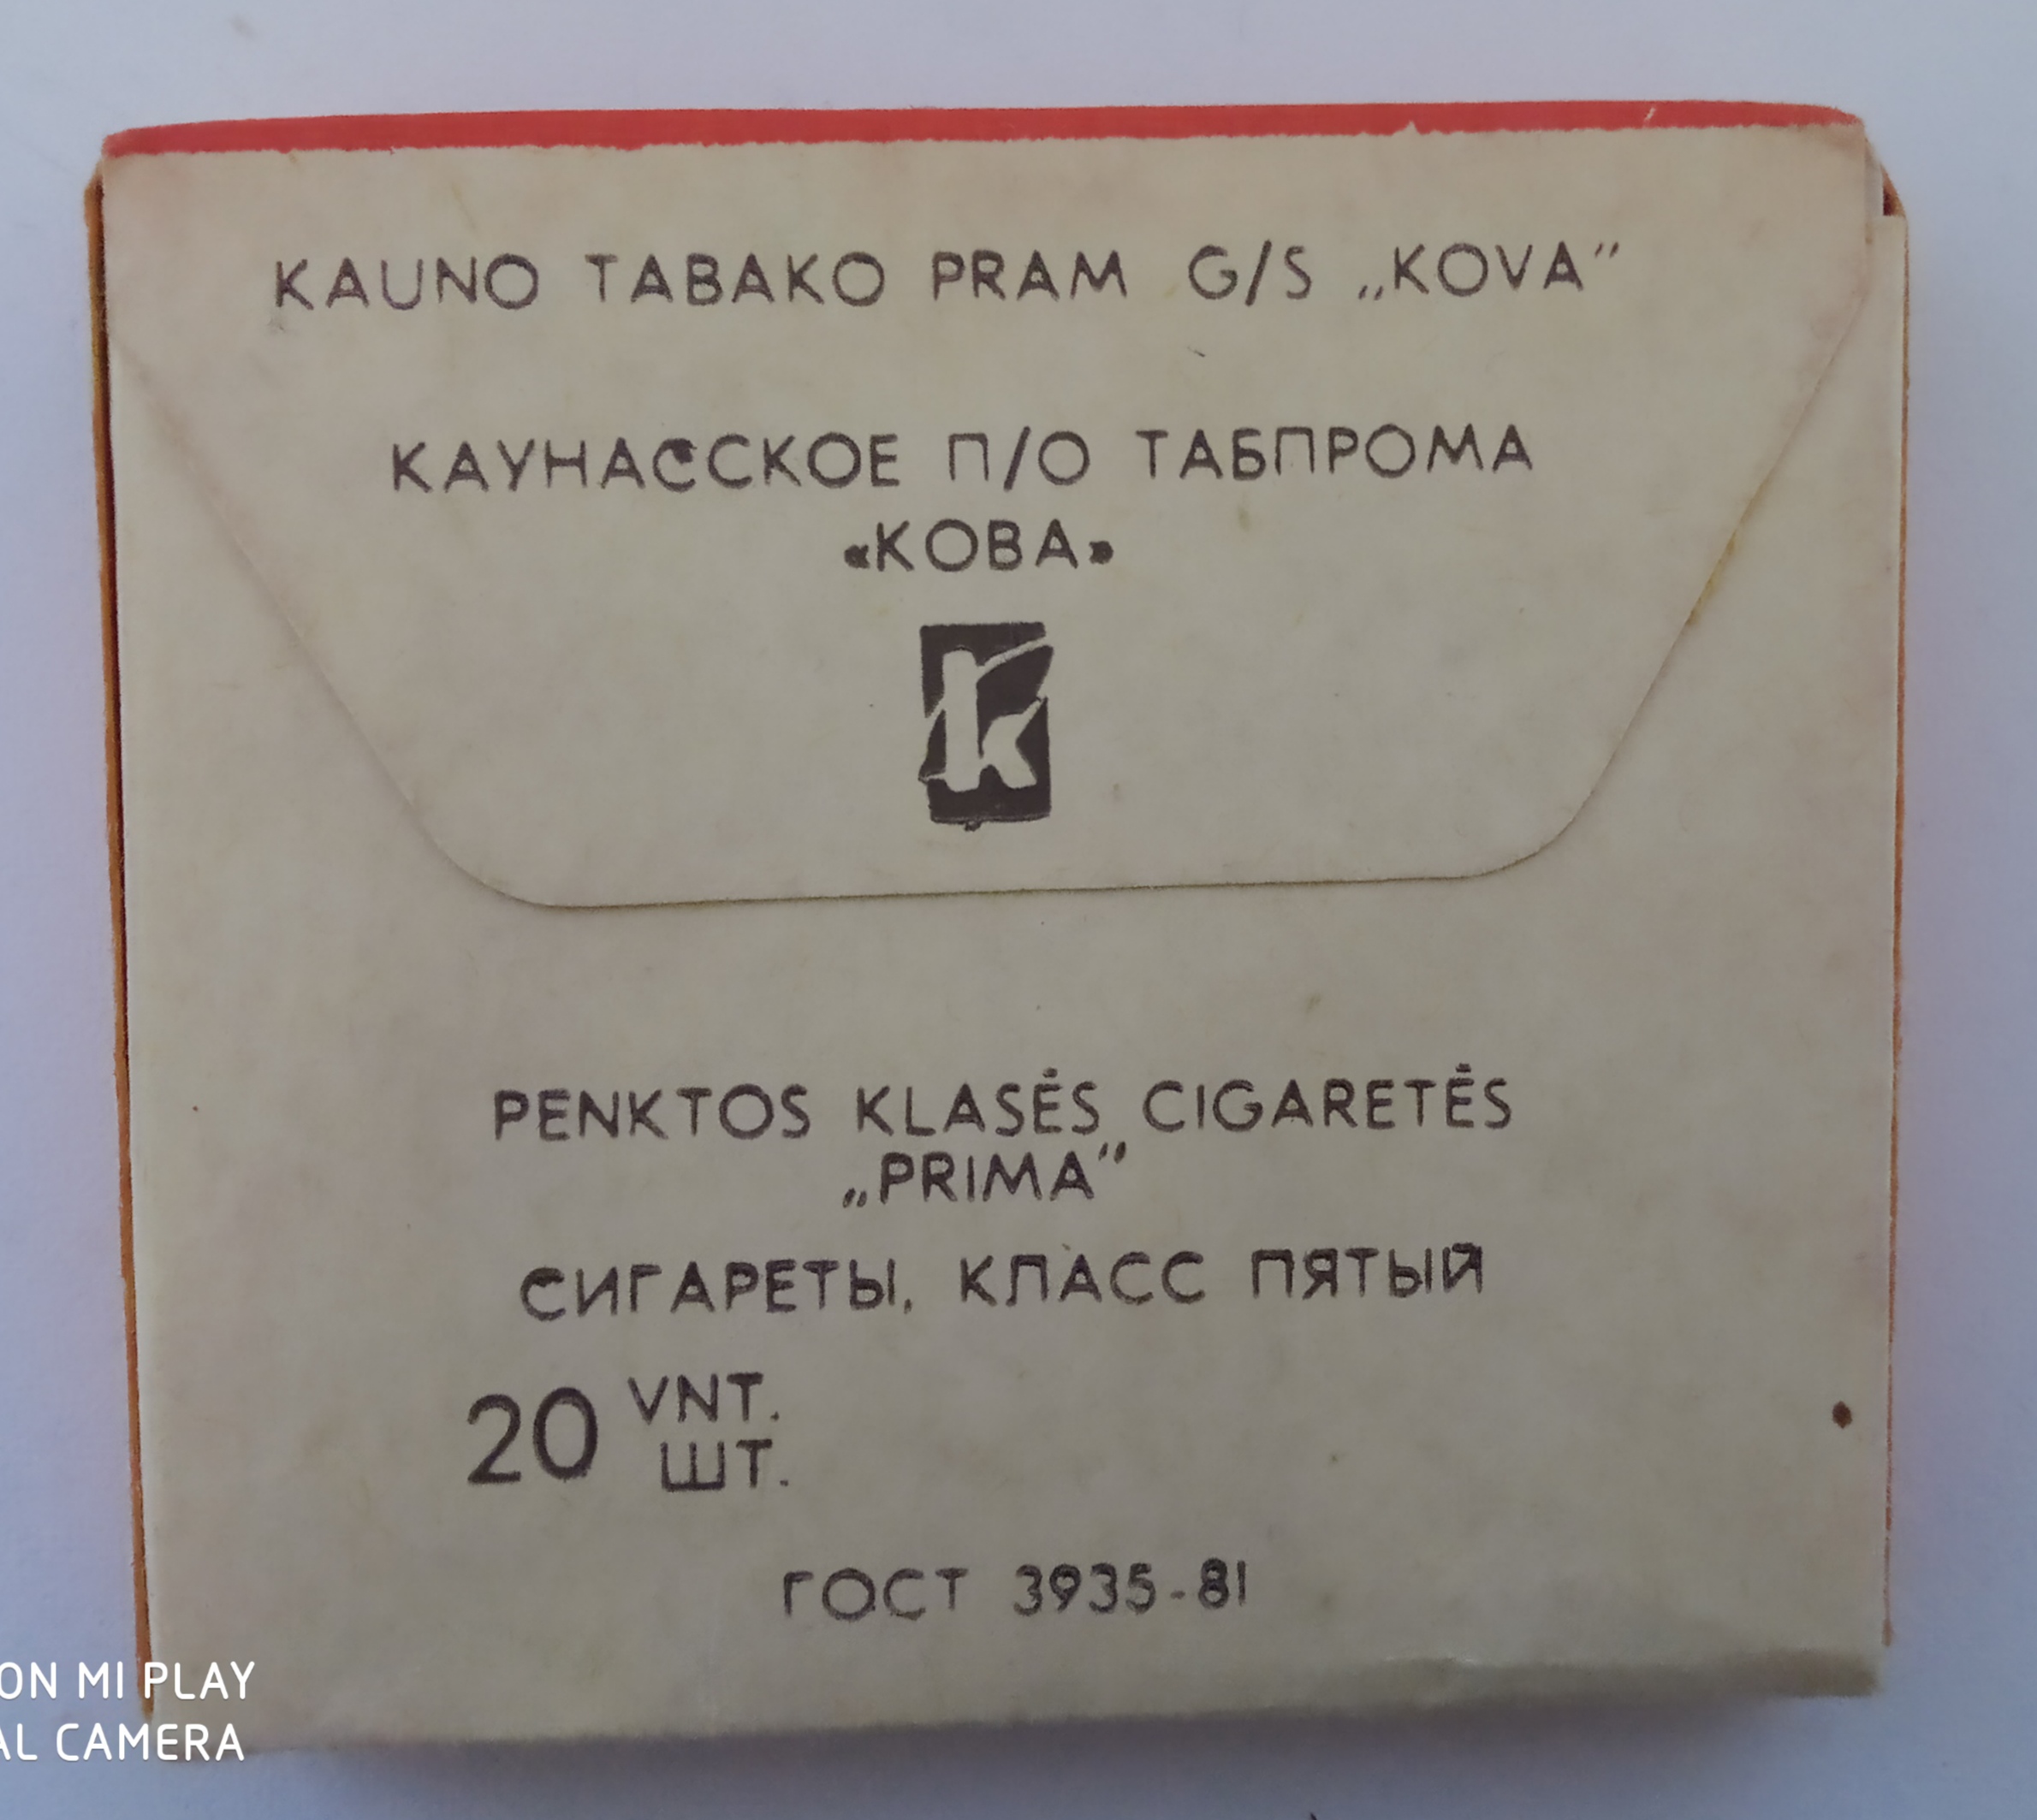 KAUNO TABAKO PRAM G/S „KOVA”
КАУНАССКОЕ П/О ТАБПРОМА
«КОВА»
k
PENKTOS KLASĖS CIGARETĖS
„PRIMA”
СИГАРЕТЫ, КЛАСС ПЯТЫЙ
20 VNT.
ШТ.
ГОСТ 3935-81
ON MI PLAY
AL CAMERA